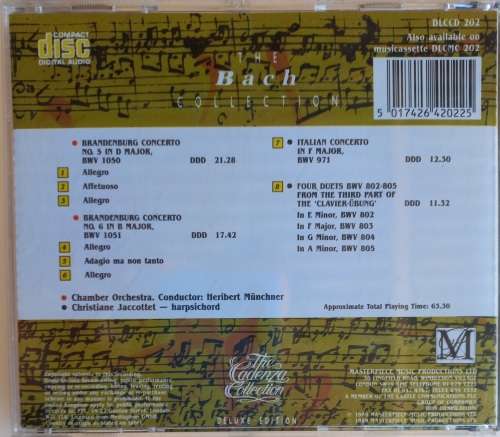 COMPACT
disc
DIGITAL AUDIO
DLCCD 202
Also available on
musiccassette DLCMC 202
THE
Bach
COLLECTION
5 017426 420225
BRANDENBURG CONCERTO
NO. 5 IN D MAJOR,
BWV 1050 DDD 21.28
1 Allegro
2 Affetuoso
3 Allegro
BRANDENBURG CONCERTO
NO. 6 IN B MAJOR,
BWV 1051 DDD 17.42
4 Allegro
5 Adagio ma non tanto
6 Allegro
7 ITALIAN CONCERTO
IN F MAJOR,
BWV 971 DDD 12.30
8 FOUR DUETS BWV 802-805
FROM THE THIRD PART OF
THE 'CLAVIER-ÜBUNG' DDD 11.32
In E Minor, BWV 802
In F Major, BWV 803
In G Minor, BWV 804
In A Minor, BWV 805
Chamber Orchestra. Conductor: Heribert Münchner
Christiane Jaccottet — harpsichord
Approximate Total Playing Time: 63.30
The
Cadenza
Collection
DELUXE EDITION
M
MASTERPIECE MUSIC PRODUCTIONS LTD
GROUP OF COMPANIES